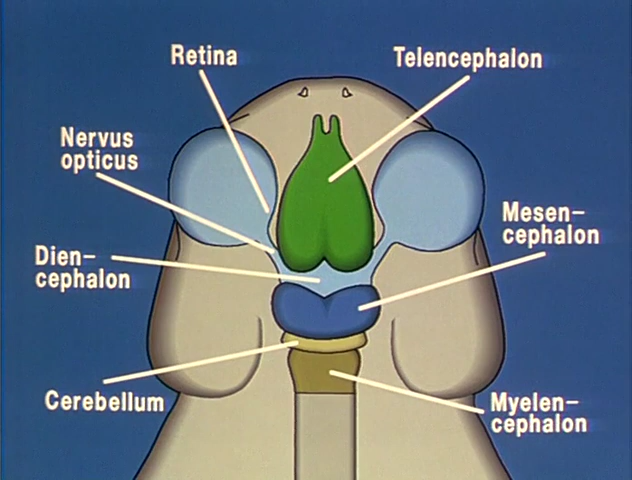 Retina
Telencephalon
Nervus
opticus
Mesen-
cephalon
Dien-
cephalon
Cerebellum
Myelen-
cephalon